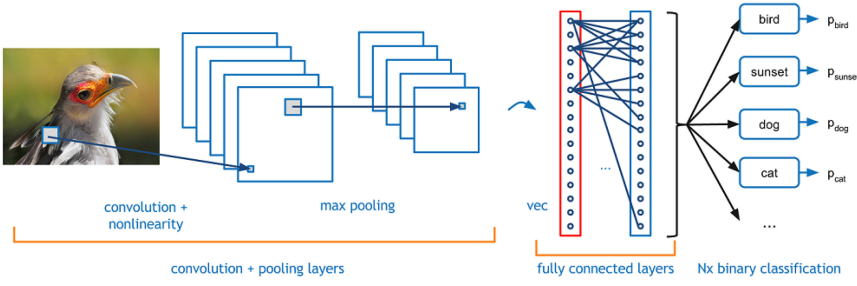 bird
p_bird
sunset
p_sunse
dog
p_dog
cat
p_cat
...
...
convolution +
nonlinearity
max pooling
vec
convolution + pooling layers
fully connected layers
Nx binary classification